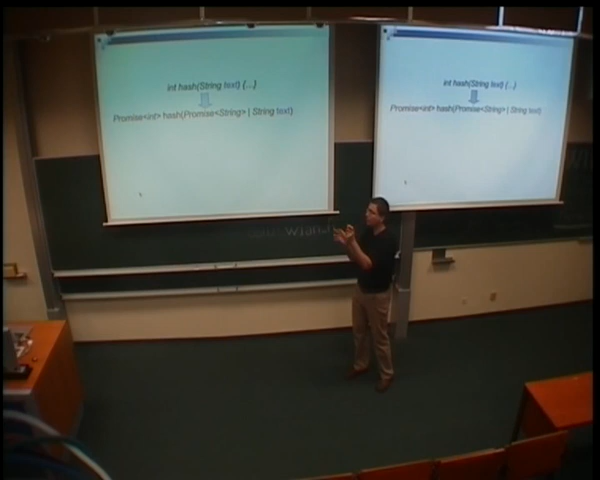 int hash(String text) {...}
Promise<int> hash(Promise<String> | String text)
int hash(String text) {...}
Promise<int> hash(Promise<String> | String text)